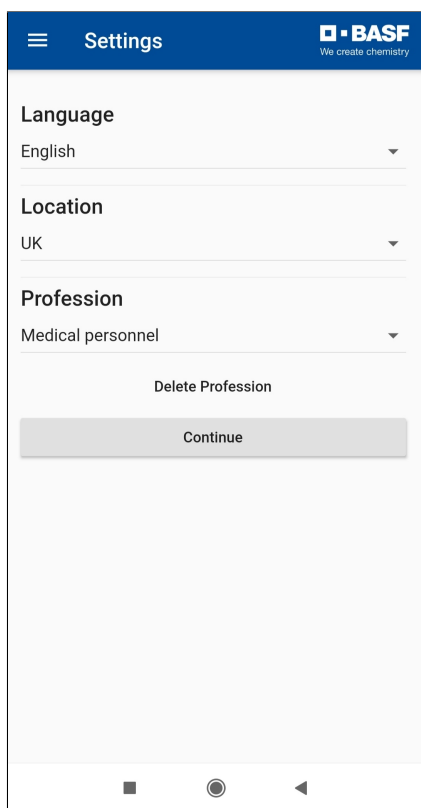 Settings
BASF
We create chemistry
Language
English
Location
UK
Profession
Medical personnel
Delete Profession
Continue